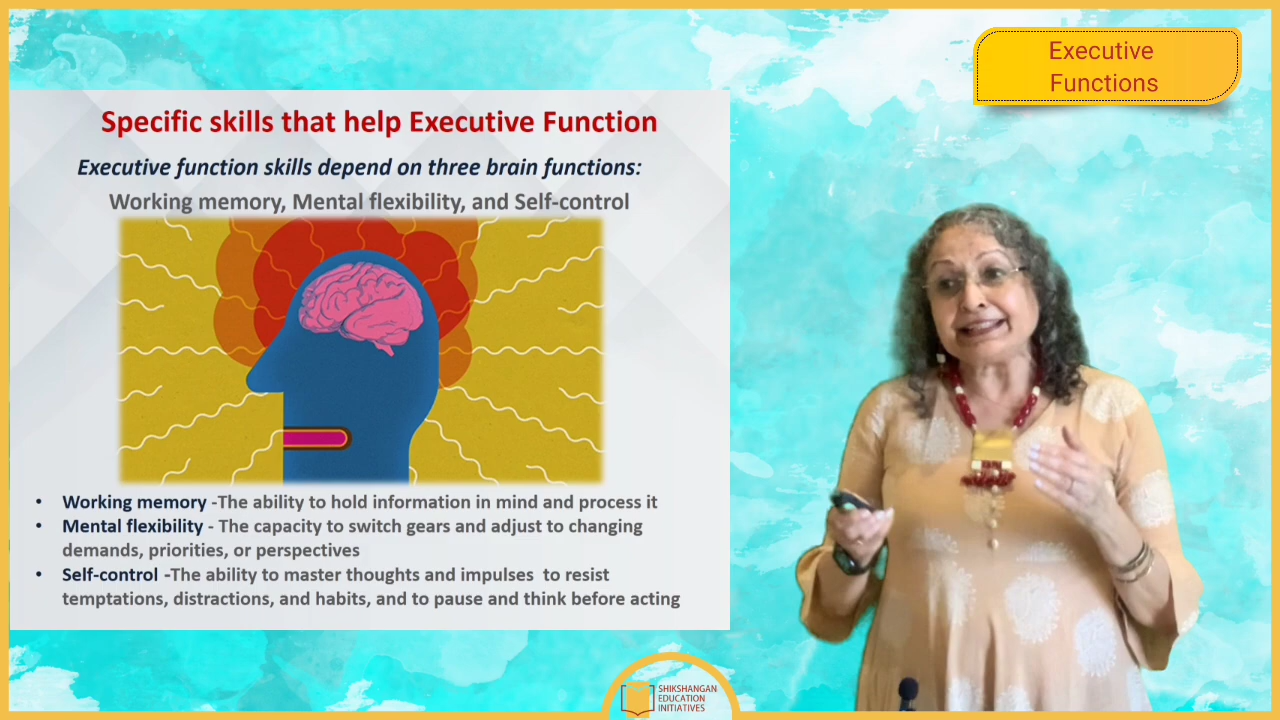 Executive
Functions
Specific skills that help Executive Function
Executive function skills depend on three brain functions:
Working memory, Mental flexibility, and Self-control
• Working memory -The ability to hold information in mind and process it
• Mental flexibility - The capacity to switch gears and adjust to changing
demands, priorities, or perspectives
• Self-control -The ability to master thoughts and impulses to resist
temptations, distractions, and habits, and to pause and think before acting
SHIKSHANGAN
EDUCATION
INITIATIVES